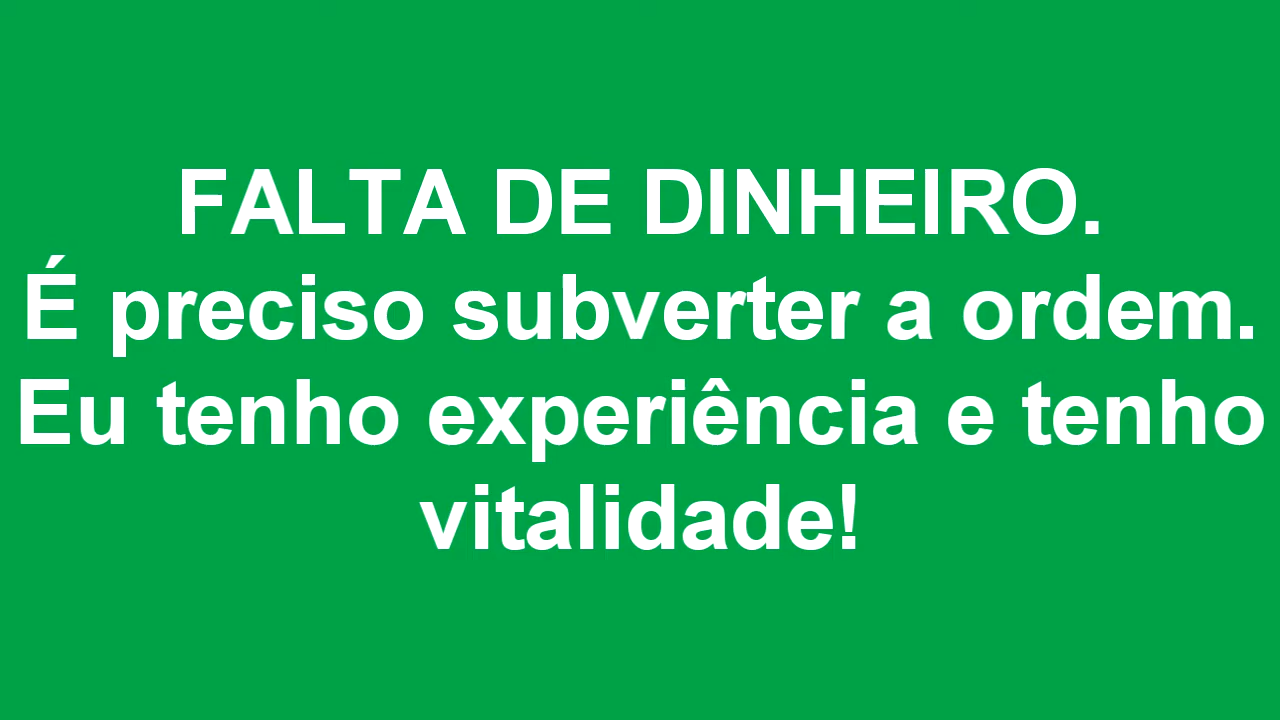 FALTA DE DINHEIRO.
É preciso subverter a ordem.
Eu tenho experiência e tenho
vitalidade!